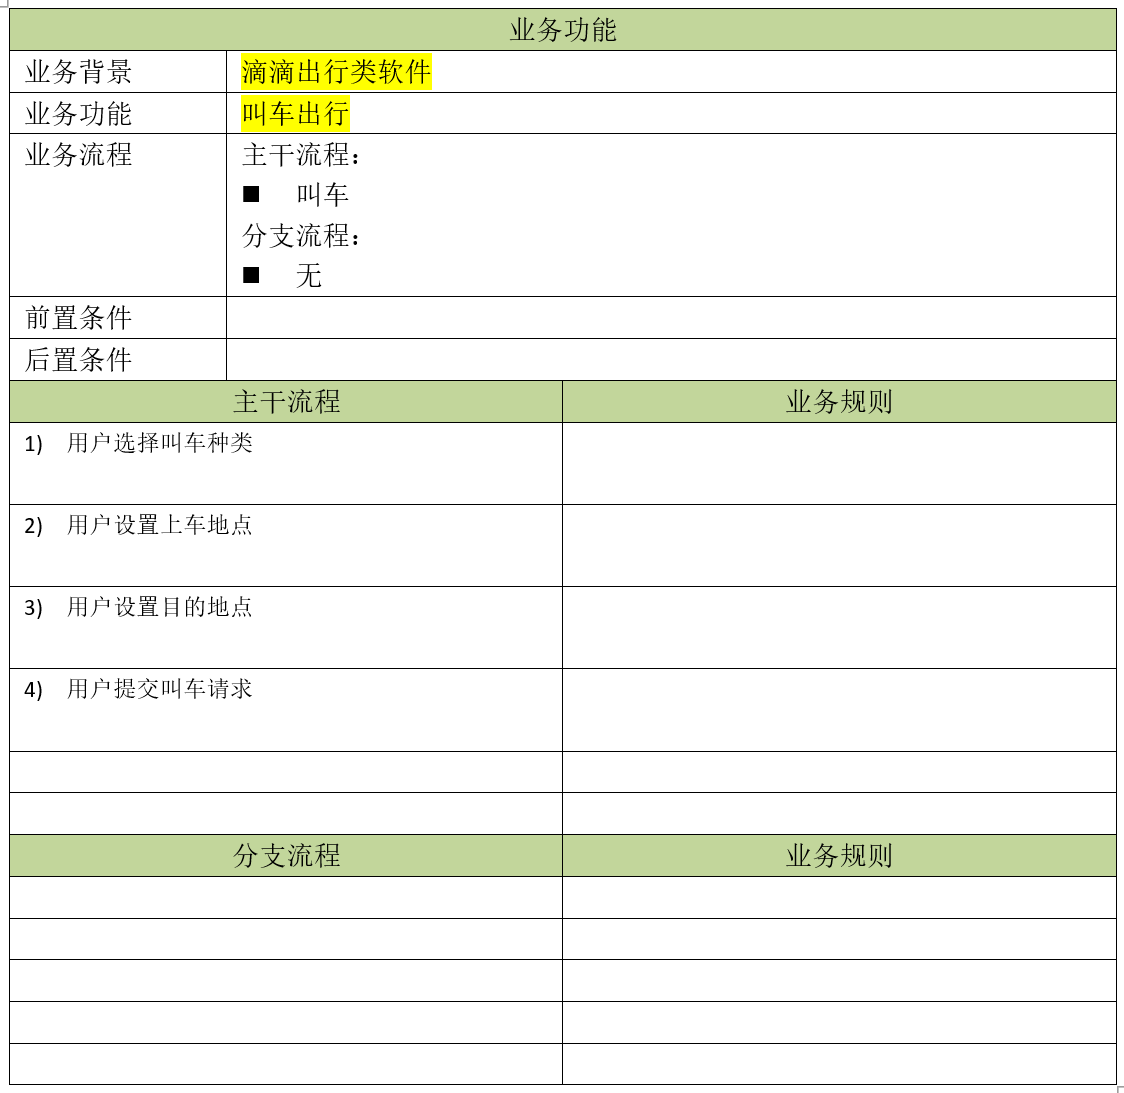 业务功能
业务背景 滴滴出行类软件
业务功能 叫车出行
业务流程 主干流程：
■ 叫车
分支流程：
■ 无
前置条件
后置条件
主干流程 业务规则
1) 用户选择叫车种类
2) 用户设置上车地点
3) 用户设置目的地点
4) 用户提交叫车请求
分支流程 业务规则